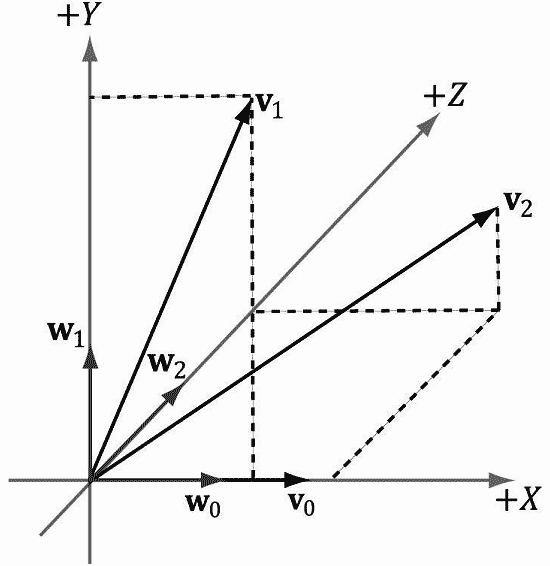 +Y
v₁
+Z
v₂
w₁
w₂
w₀
v₀
+X